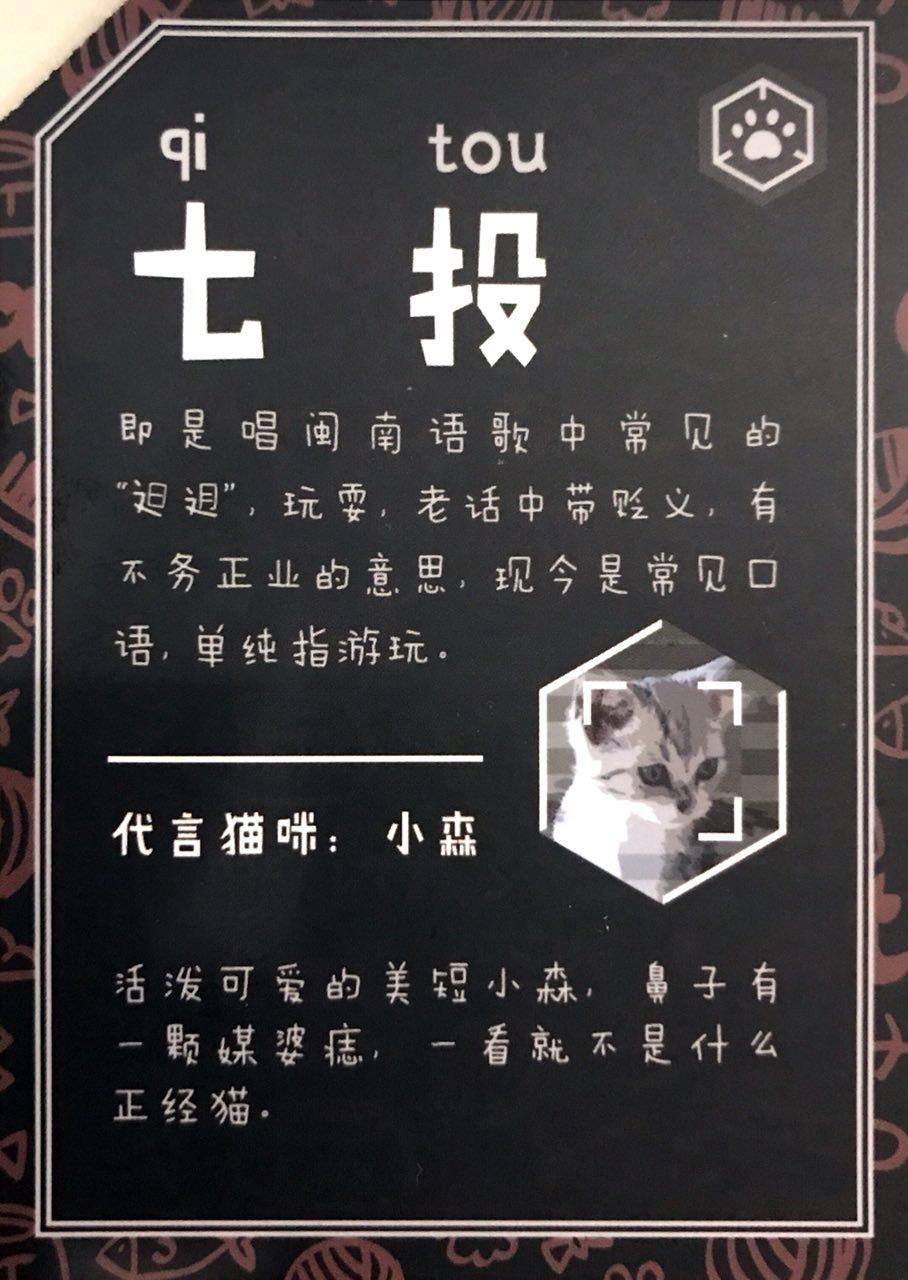 qi tou
七 投
即是唱闽南语歌中常见的
“𨑨迌”，玩耍，老话中带贬义，有
不务正业的意思，现今是常见口
语，单纯指游玩。
代言猫咪：小森
活泼可爱的美短小森，鼻子有
一颗媒婆痣，一看就不是什么
正经猫。